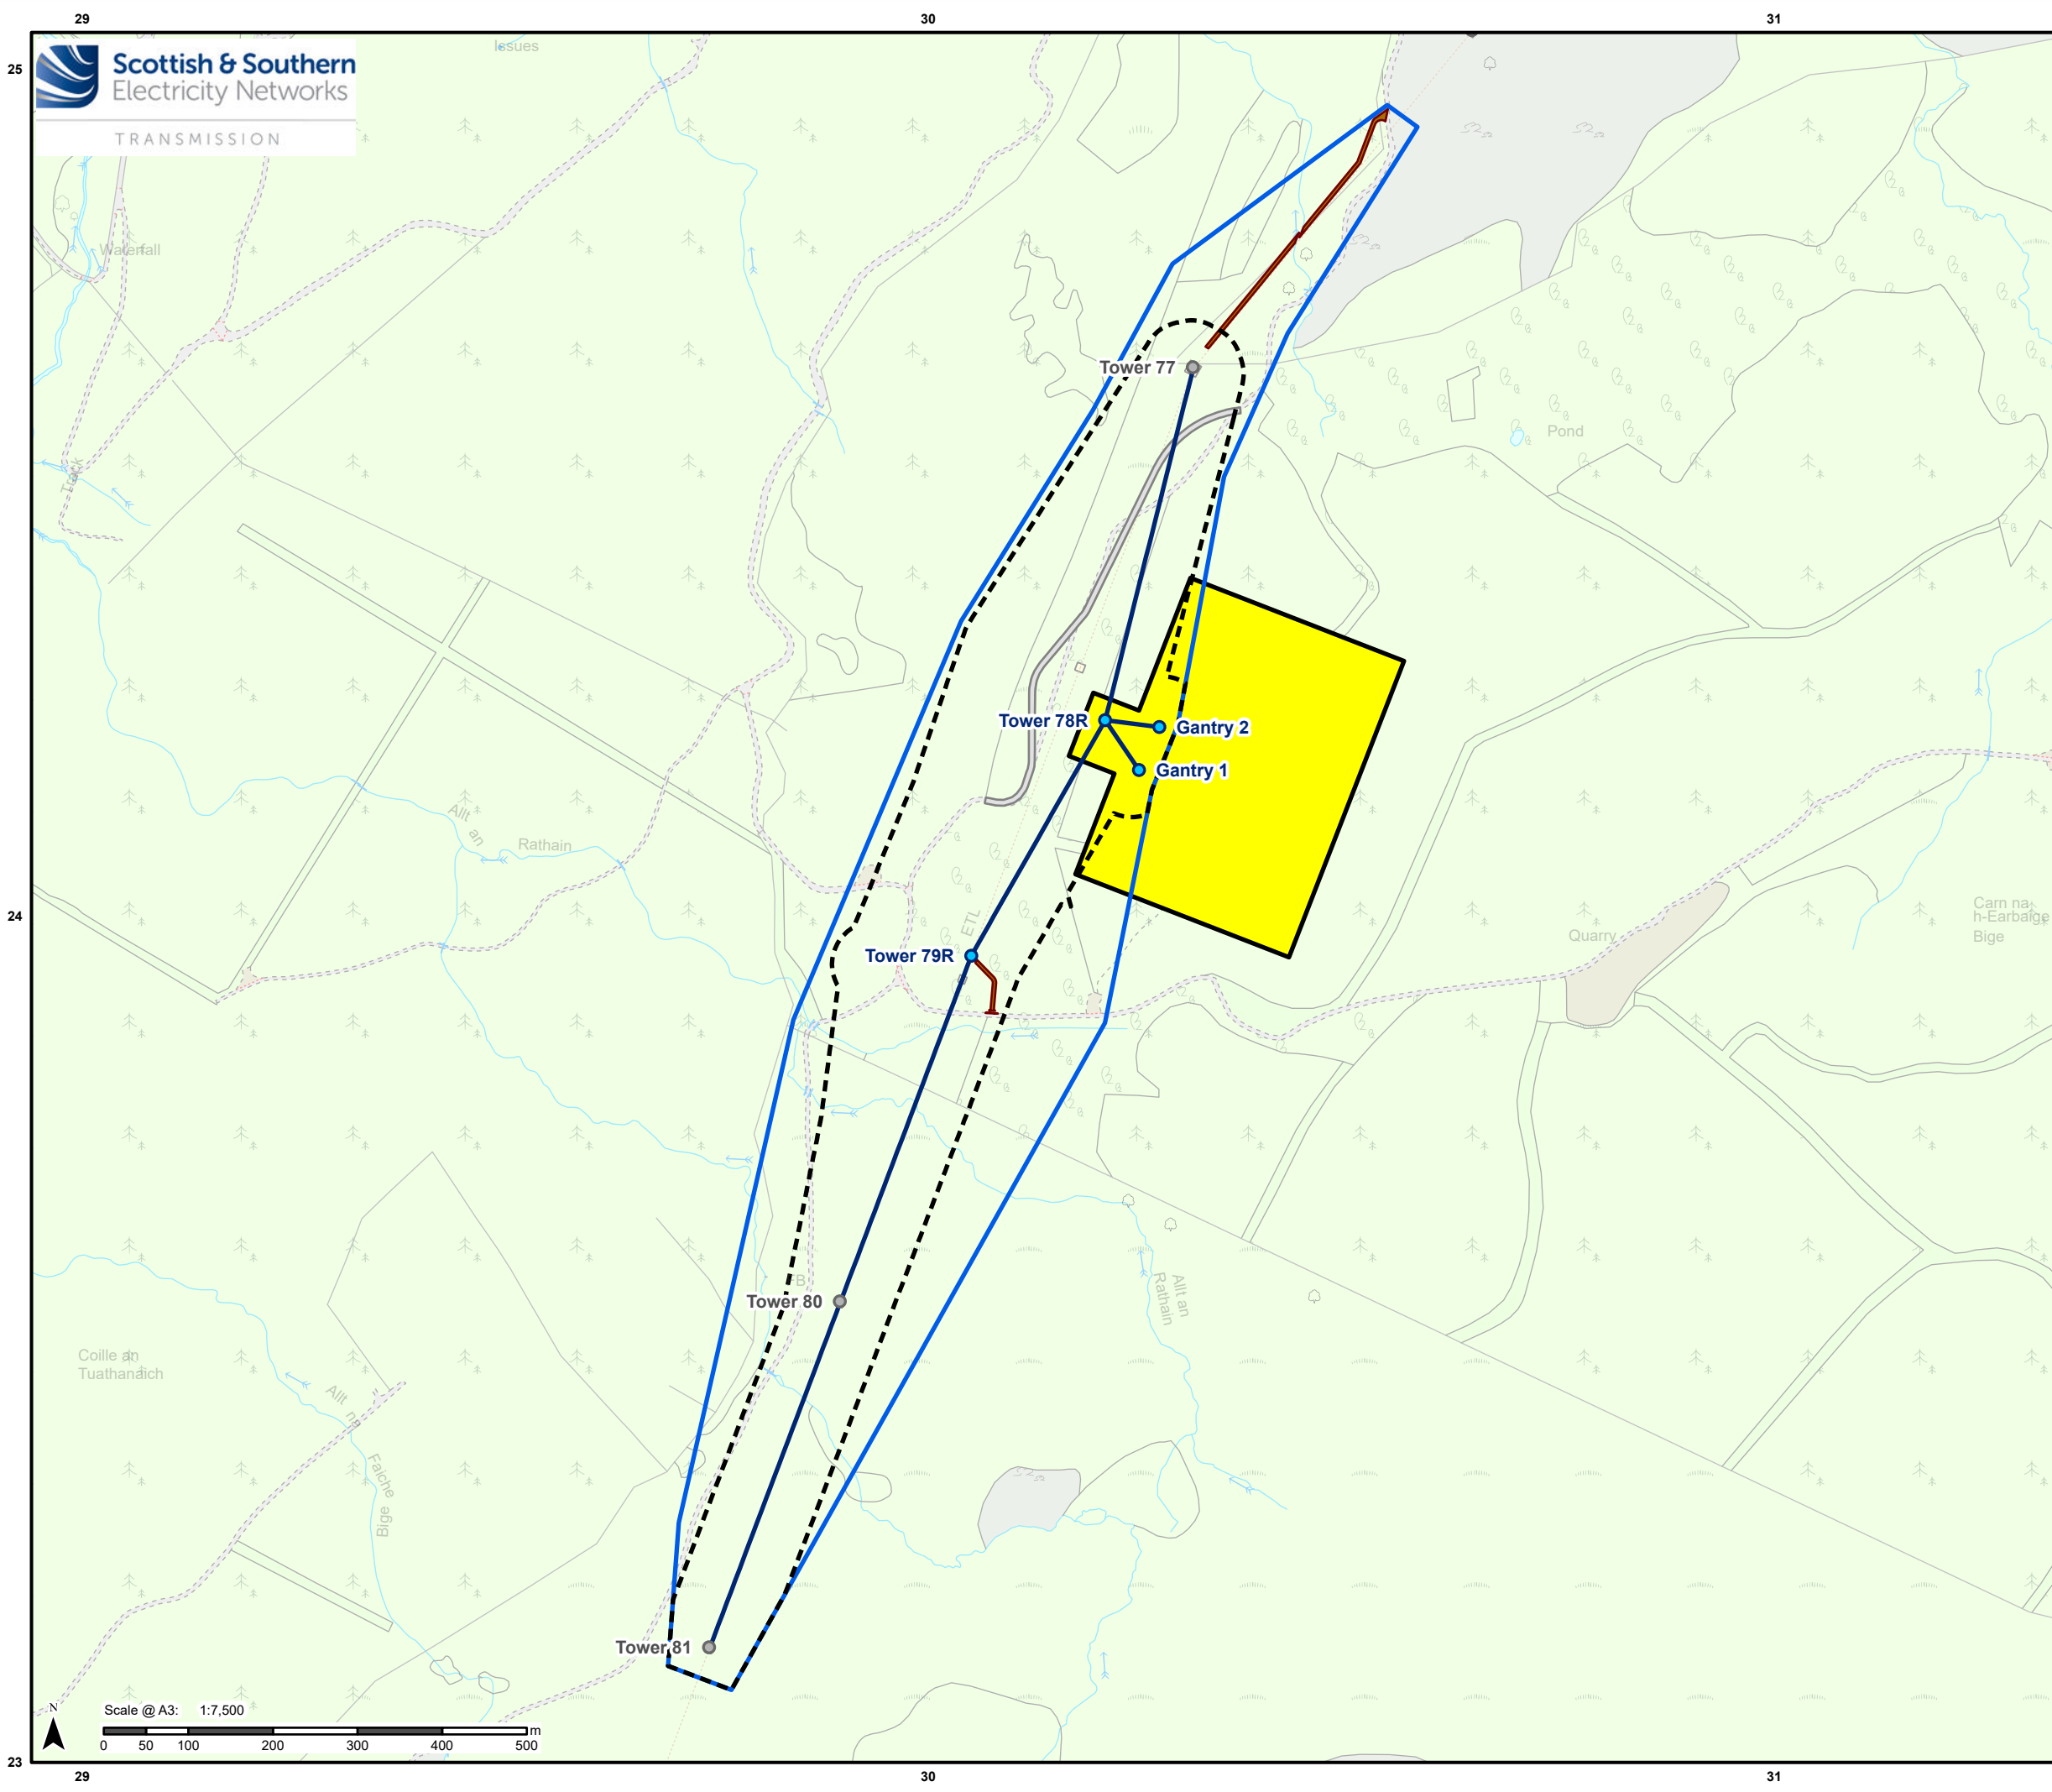 29
30
31
25
Scottish & Southern
Electricity Networks
TRANSMISSION
Issues
Waterfall
Tower 77
Track
Pond
Tower 78R
Gantry 2
Gantry 1
Allt an
Rathain
24
Carn na
h-Earbaige
Bige
Quarry
ETL
Tower 79R
FB
Tower 80
Allt an
Rathain
Coille an
Tuathanaich
Allt na
Faiche
Bige
Tower 81
N
Scale @ A3: 1:7,500
m
0 50 100 200 300 400 500
23
29
30
31